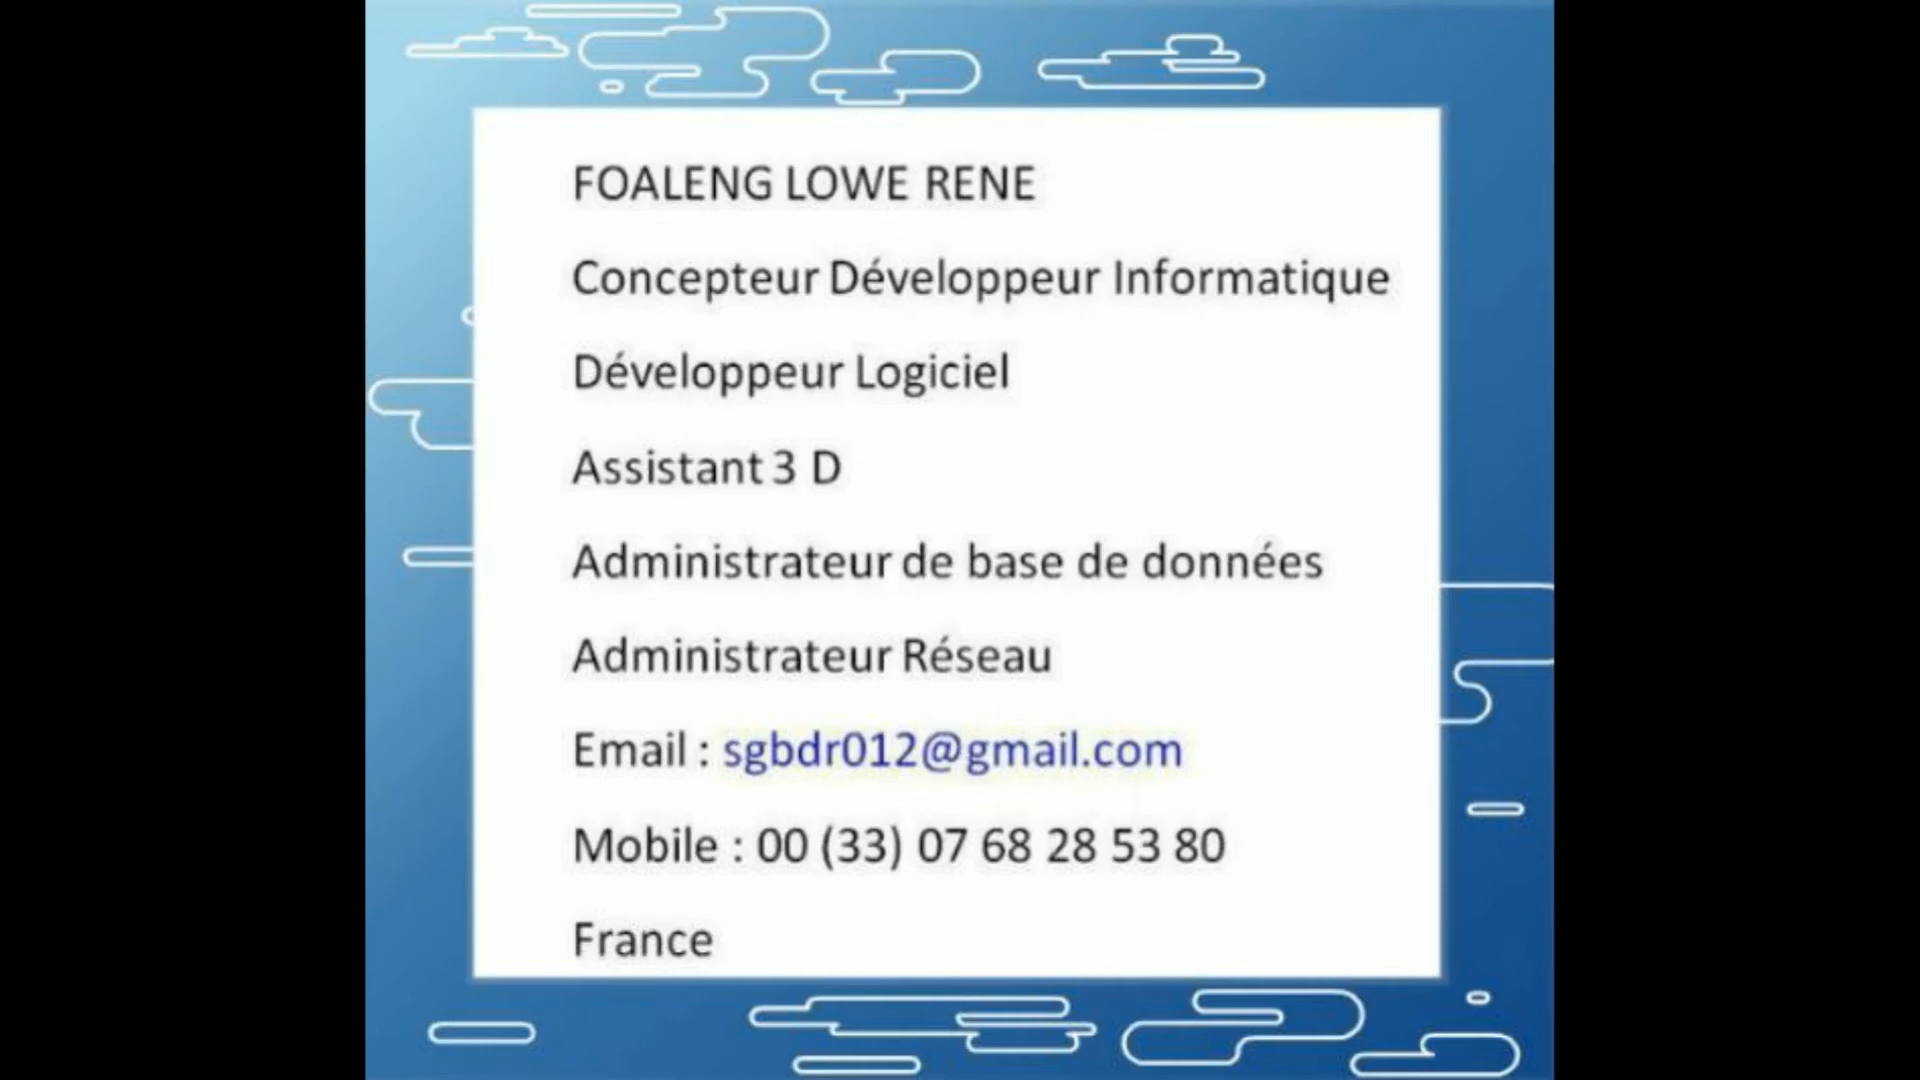 FOALENG LOWE RENE
Concepteur Développeur Informatique
Développeur Logiciel
Assistant 3 D
Administrateur de base de données
Administrateur Réseau
Email : sgbdr012@gmail.com
Mobile : 00 (33) 07 68 28 53 80
France